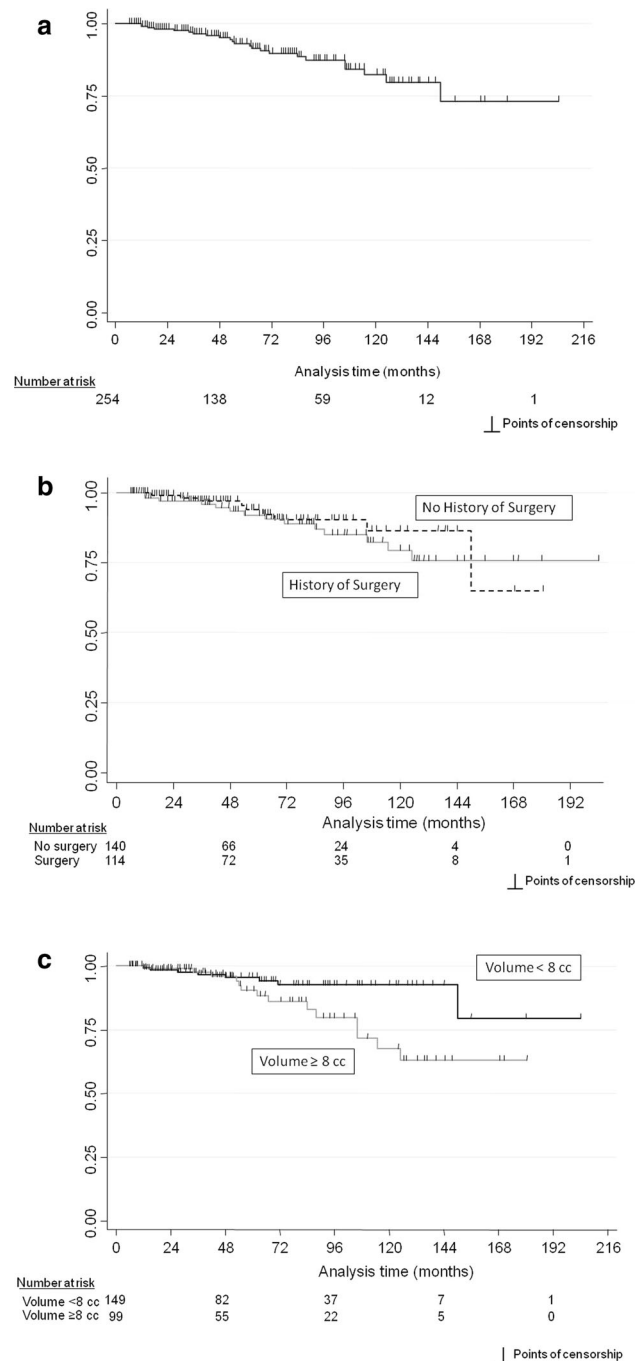 a
1.00
0.75
0.50
0.25
0.00
0 24 48 72 96 120 144 168 192 216
Analysis time (months)
Number at risk
254 138 59 12 1
Points of censorship
b
1.00
0.75
0.50
0.25
0.00
No History of Surgery
History of Surgery
0 24 48 72 96 120 144 168 192
Analysis time (months)
Number at risk
No surgery 140 66 24 4 0
Surgery 114 72 35 8 1
Points of censorship
c
1.00
0.75
0.50
0.25
0.00
Volume < 8 cc
Volume ≥ 8 cc
0 24 48 72 96 120 144 168 192 216
Analysis time (months)
Number at risk
Volume <8 cc 149 82 37 7 1
Volume ≥8 cc 99 55 22 5 0
Points of censorship